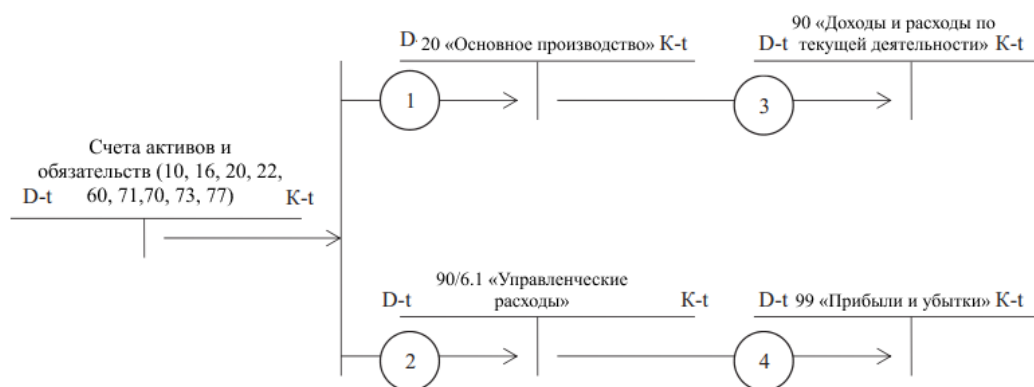 D 20 «Основное производство» K-t
90 «Доходы и расходы по
D-t текущей деятельности» K-t
1
3
Счета активов и
обязательств (10, 16, 20, 22,
D-t 60, 71,70, 73, 77) K-t
90/6.1 «Управленческие
D-t расходы» K-t
D-t 99 «Прибыли и убытки» K-t
2
4